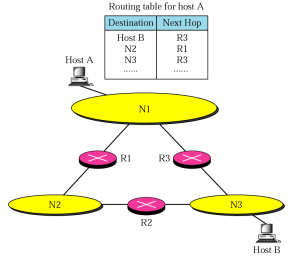 Routing table for host A
Destination Next Hop
Host B R3
N2 R1
N3 R3
...... ......
Host A
N1
R1
R3
N2
R2
N3
Host B